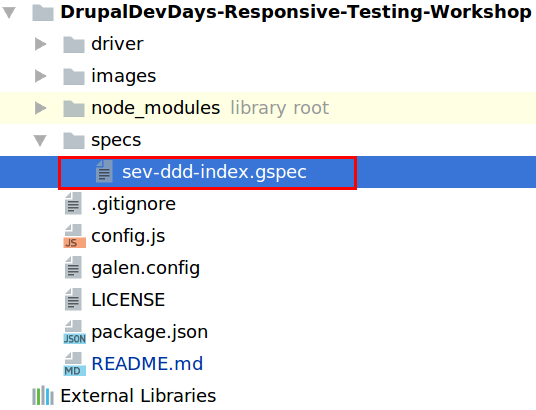 DrupalDevDays-Responsive-Testing-Workshop
driver
images
node_modules library root
specs
sev-ddd-index.gspec
.gitignore
JS config.js
galen.config
LICENSE
JSON package.json
MD README.md
External Libraries